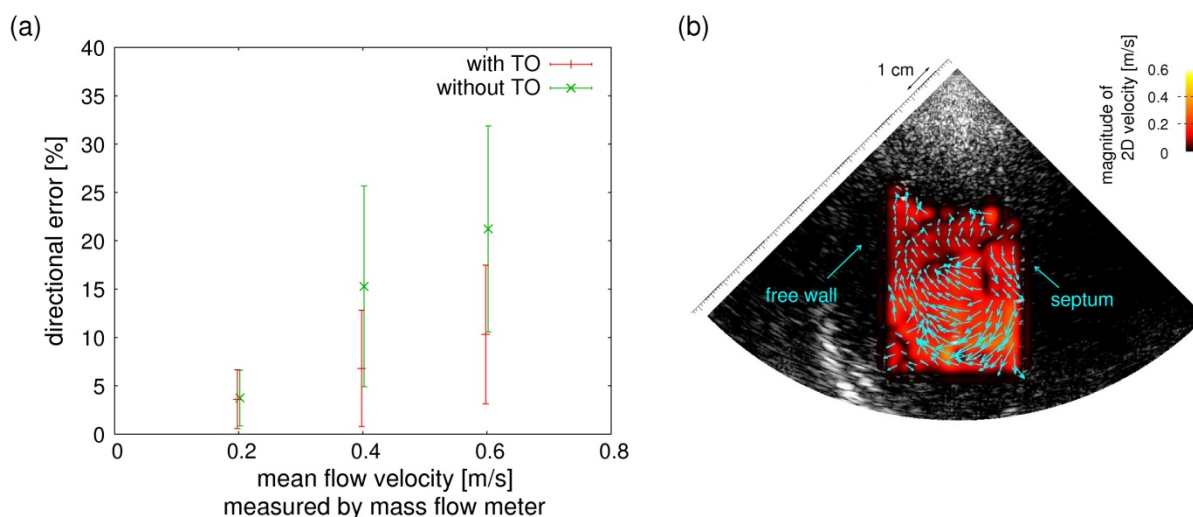 (a)
40
35
30
25
20
15
10
5
0
directional error [%]
with TO
without TO
0
0.2
0.4
0.6
0.8
mean flow velocity [m/s]
measured by mass flow meter
(b)
1 cm
magnitude of
2D velocity [m/s]
0.6
0.4
0.2
0
free wall
septum